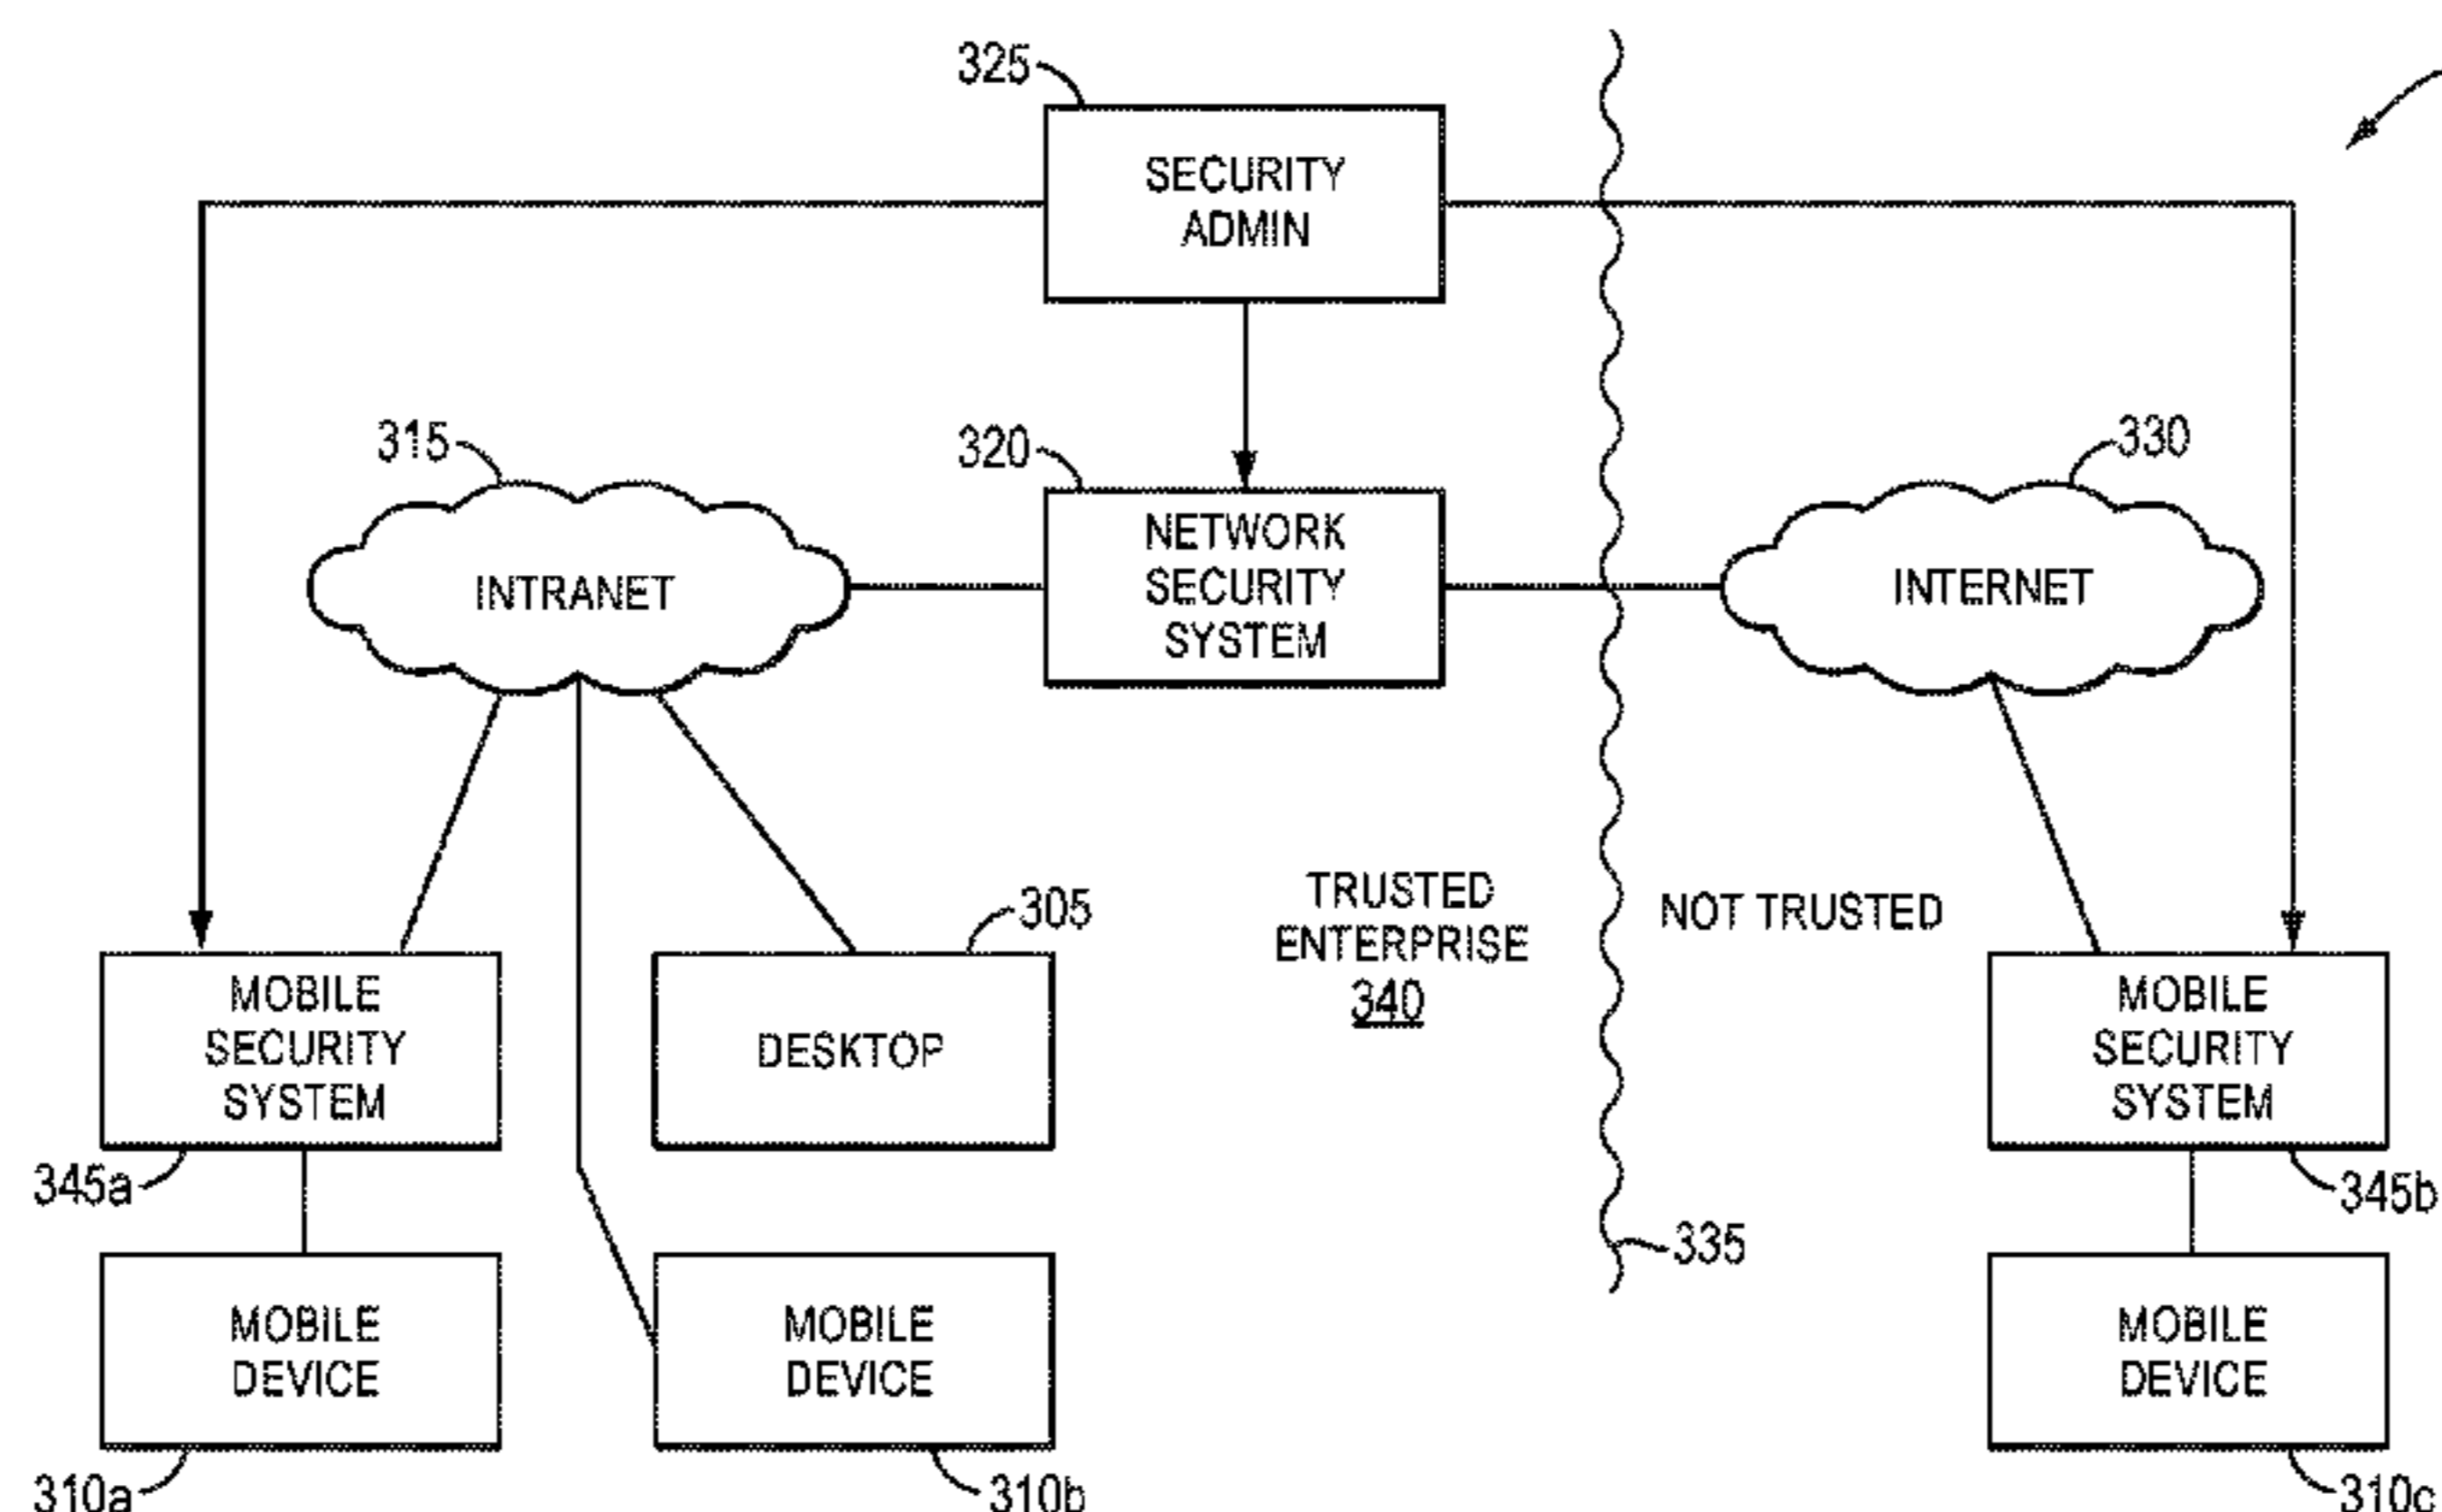 325
SECURITY
ADMIN
315
320
330
INTRANET
NETWORK
SECURITY
SYSTEM
INTERNET
305
TRUSTED
ENTERPRISE
340
NOT TRUSTED
MOBILE
SECURITY
SYSTEM
DESKTOP
MOBILE
SECURITY
SYSTEM
345a
345b
335
MOBILE
DEVICE
MOBILE
DEVICE
MOBILE
DEVICE
310a
310b
310c